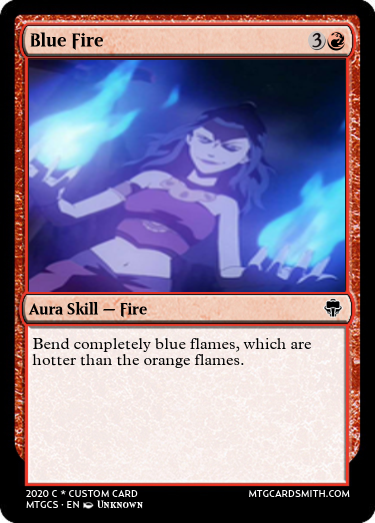 Blue Fire
3
Aura Skill — Fire
Bend completely blue flames, which are
hotter than the orange flames.
2020 C * CUSTOM CARD
MTGCARDSMITH.COM
MTGCS · EN Unknown